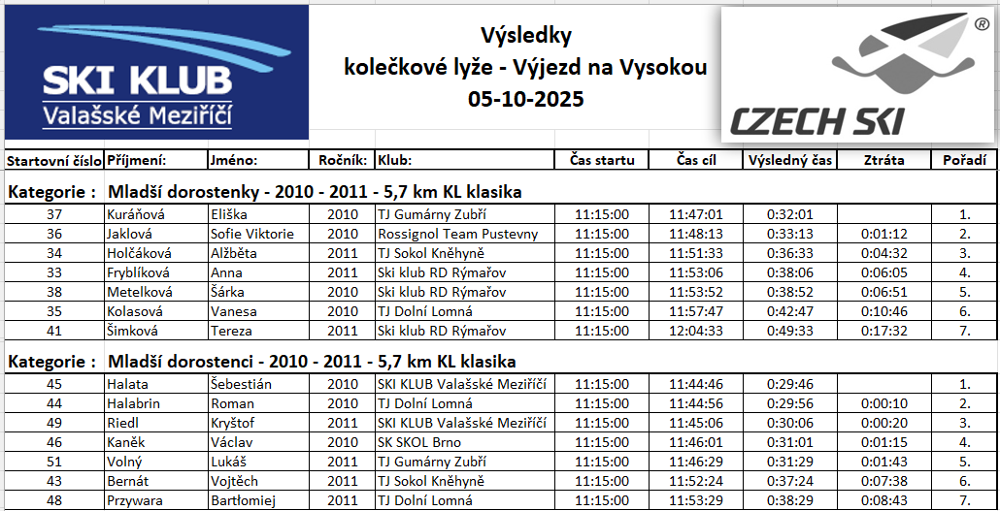 SKI KLUB
Valašské Meziříčí
Výsledky
kolečkové lyže - Výjezd na Vysokou
05-10-2025
®
CZECH SKI
Startovní číslo Příjmení: Jméno: Ročník: Klub: Čas startu Čas cíl Výsledný čas Ztráta Pořadí
Kategorie : Mladší dorostenky - 2010 - 2011 - 5,7 km KL klasika
37 Kuráňová Eliška 2010 TJ Gumárny Zubří 11:15:00 11:47:01 0:32:01 1.
36 Jaklová Sofie Viktorie 2010 Rossignol Team Pustevny 11:15:00 11:48:13 0:33:13 0:01:12 2.
34 Holčáková Alžběta 2011 TJ Sokol Kněhyně 11:15:00 11:51:33 0:36:33 0:04:32 3.
33 Fryblíková Anna 2011 Ski klub RD Rýmařov 11:15:00 11:53:06 0:38:06 0:06:05 4.
38 Metelková Šárka 2010 Ski klub RD Rýmařov 11:15:00 11:53:52 0:38:52 0:06:51 5.
35 Kolasová Vanesa 2010 TJ Dolní Lomná 11:15:00 11:57:47 0:42:47 0:10:46 6.
41 Šimková Tereza 2011 Ski klub RD Rýmařov 11:15:00 12:04:33 0:49:33 0:17:32 7.
Kategorie : Mladší dorostenci - 2010 - 2011 - 5,7 km KL klasika
45 Halata Šebestián 2010 SKI KLUB Valašské Meziříčí 11:15:00 11:44:46 0:29:46 1.
44 Halabrin Roman 2010 TJ Dolní Lomná 11:15:00 11:44:56 0:29:56 0:00:10 2.
49 Riedl Kryštof 2011 SKI KLUB Valašské Meziříčí 11:15:00 11:45:06 0:30:06 0:00:20 3.
46 Kaněk Václav 2010 SK SKOL Brno 11:15:00 11:46:01 0:31:01 0:01:15 4.
51 Volný Lukáš 2011 TJ Gumárny Zubří 11:15:00 11:46:29 0:31:29 0:01:43 5.
43 Bernát Vojtěch 2011 TJ Sokol Kněhyně 11:15:00 11:52:24 0:37:24 0:07:38 6.
48 Przywara Bartłomiej 2011 TJ Dolní Lomná 11:15:00 11:53:29 0:38:29 0:08:43 7.